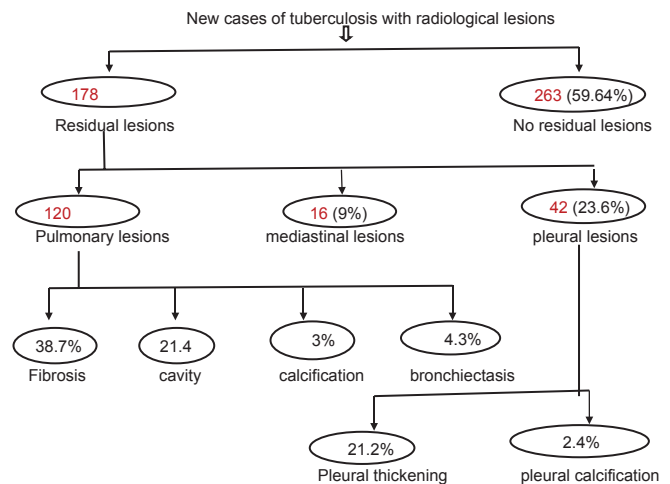 New cases of tuberculosis with radiological lesions
178
263 (59.64%)
Residual lesions
No residual lesions
120
16 (9%)
42 (23.6%)
Pulmonary lesions
mediastinal lesions
pleural lesions
38.7%
21.4
3%
4.3%
Fibrosis
cavity
calcification
bronchiectasis
21.2%
2.4%
Pleural thickening
pleural calcification